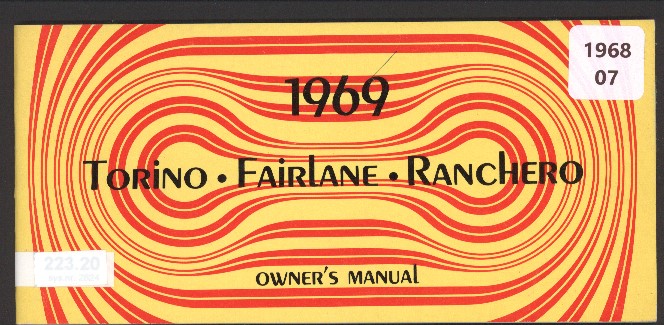 1968
07
1969
Torino • Fairlane • Ranchero
223.20
OWNER'S MANUAL